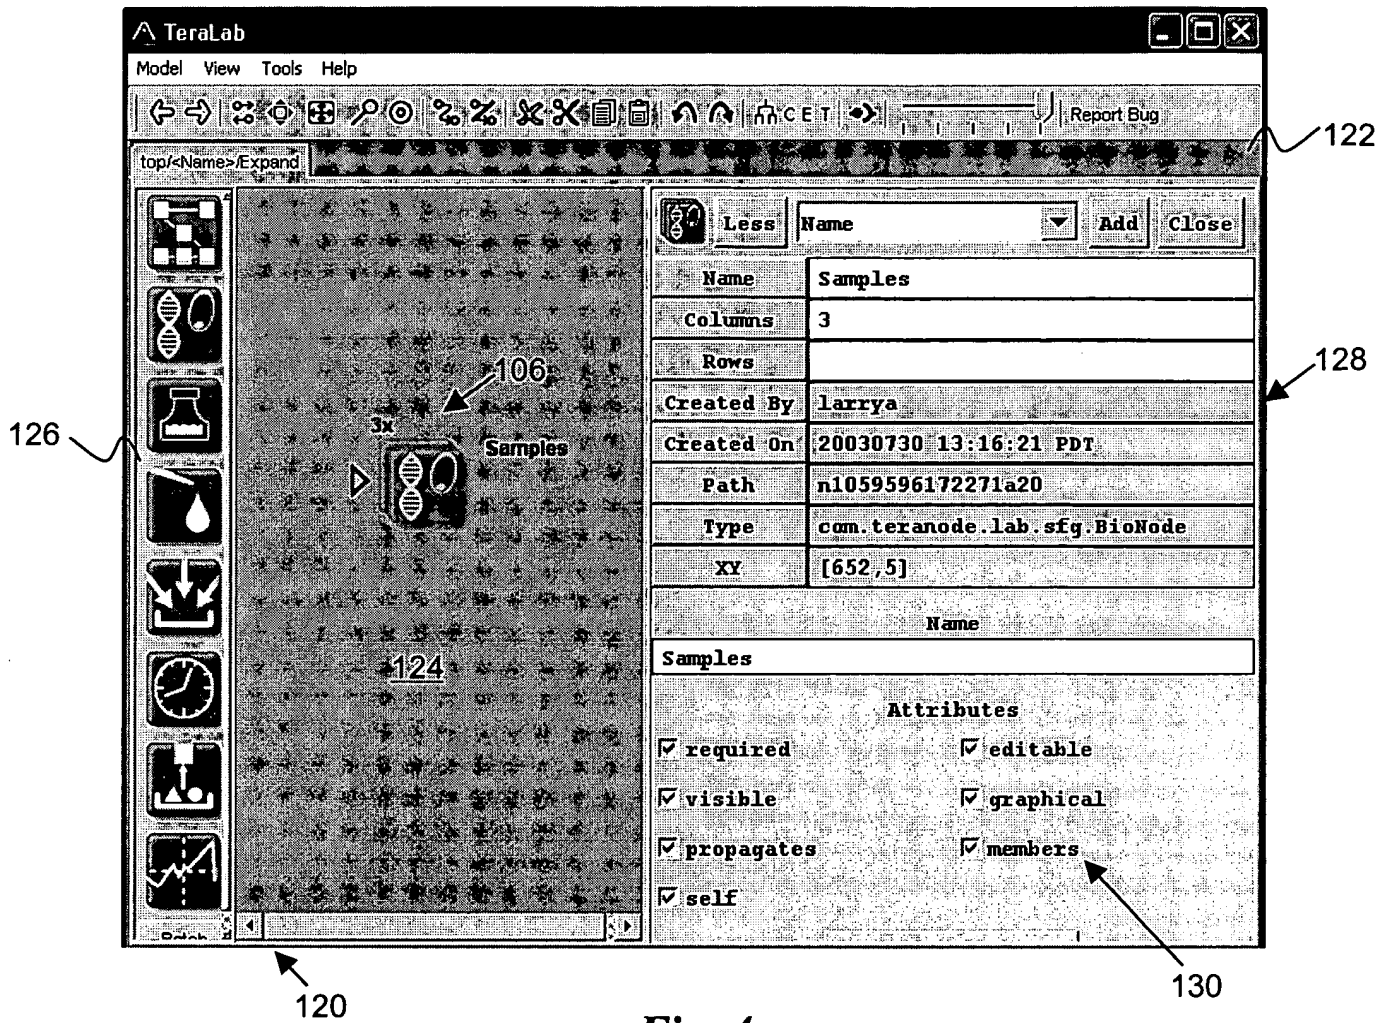 TeraLab
Model View Tools Help
C E T Report Bug
122
top/<Name>/Expand
Less Name Add Close
Name Samples
Columns 3
Rows
128
106
Created By larrya
3x
126
Samples
Created On 20030730 13:16:21 PDT
Path n1059596172271a20
Type com.teranode.lab.sfg.BioNode
XY [652,5]
Name
124
Samples
Attributes
required editable
visible graphical
propagates members
self
Batch
130
120